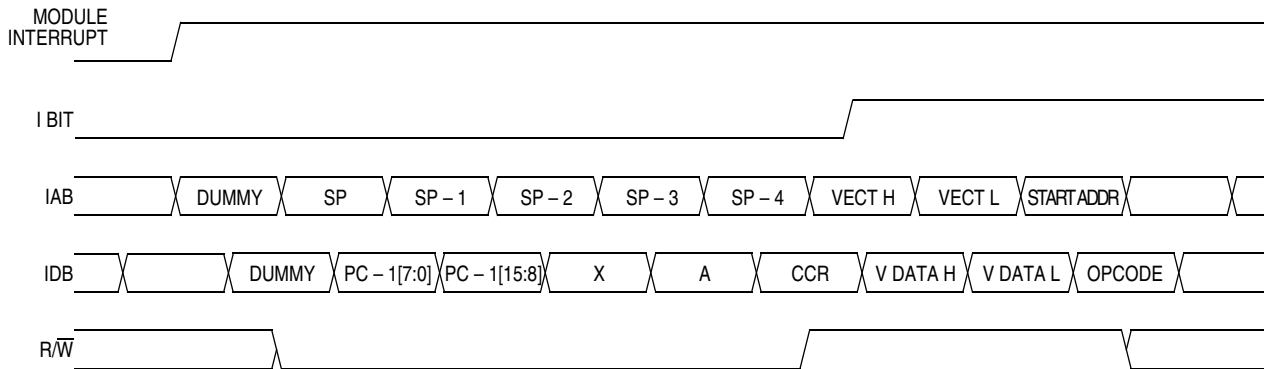 MODULE
INTERRUPT
I BIT
IAB DUMMY SP SP – 1 SP – 2 SP – 3 SP – 4 VECT H VECT L START ADDR
IDB DUMMY PC – 1[7:0] PC – 1[15:8] X A CCR V DATA H V DATA L OPCODE
R/W̅